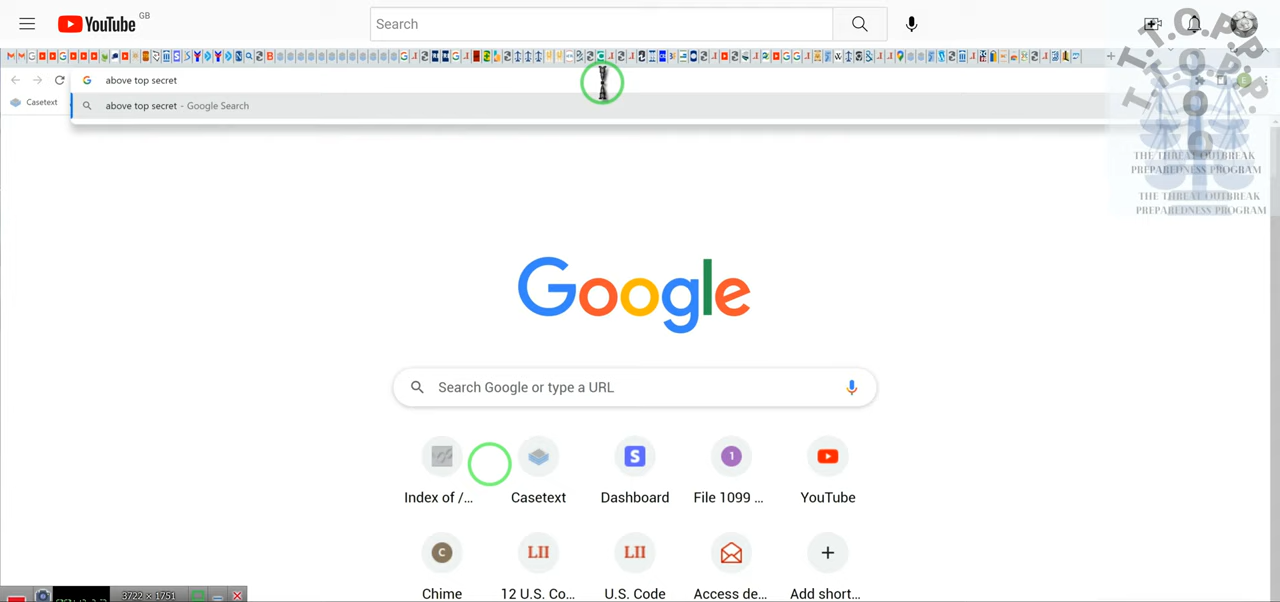 YouTube GB
Search
above top secret
Casetext
above top secret - Google Search
T.T.O.P.P.
T.T.O.P.P.
THE THREAT OUTBREAK
PREPAREDNESS PROGRAM
THE THREAT OUTBREAK
PREPAREDNESS PROGRAM
Google
Search Google or type a URL
Index of /...
Casetext
Dashboard
File 1099 ...
YouTube
Chime
12 U.S. Co...
U.S. Code
Access de...
Add short...
3722 × 1751